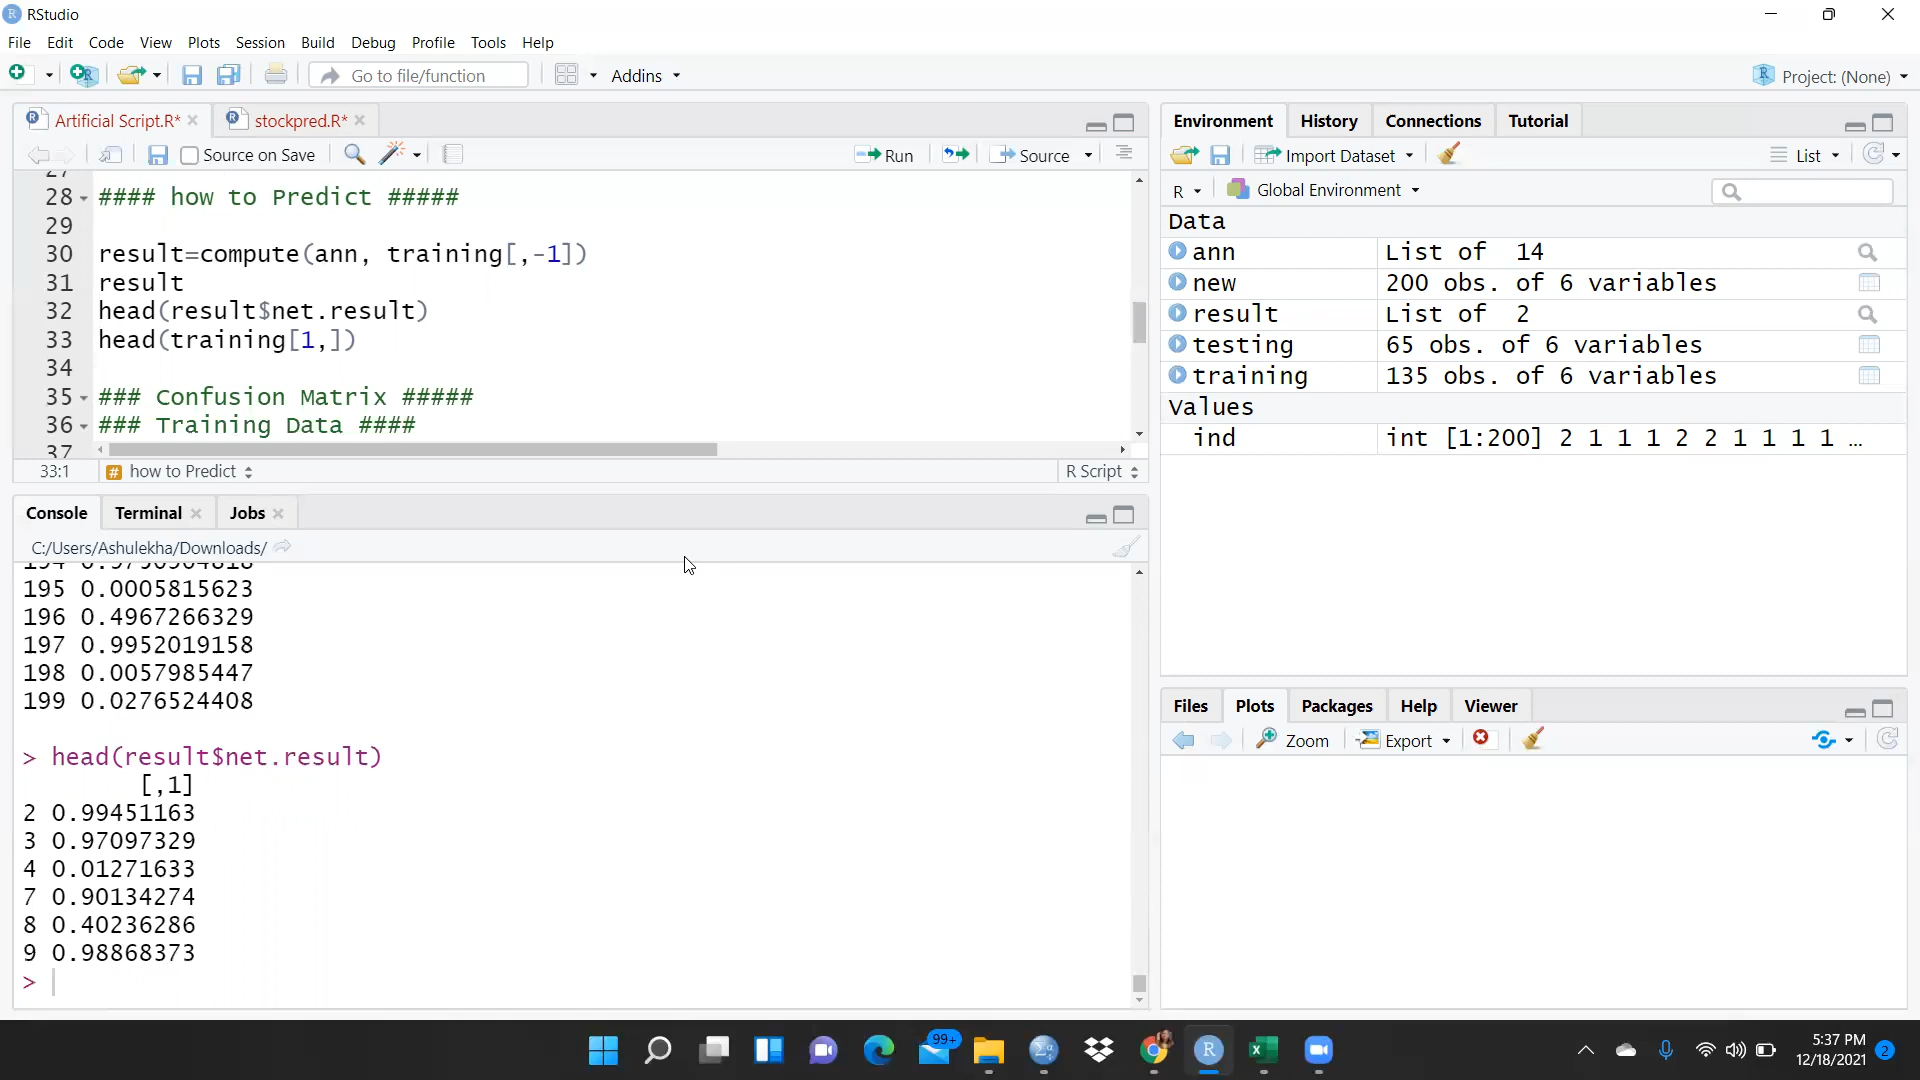 RStudio
File Edit Code View Plots Session Build Debug Profile Tools Help
Go to file/function Addins Project: (None)
Artificial Script.R* stockpred.R*
Source on Save Run Source
27
28 #### how to Predict #####
29
30 result=compute(ann, training[,-1])
31 result
32 head(result$net.result)
33 head(training[1,])
34
35 ### Confusion Matrix #####
36 ### Training Data ####
37
33:1 # how to Predict R Script
Console Terminal Jobs
C:/Users/Ashulekha/Downloads/
195 0.0005815623
196 0.4967266329
197 0.9952019158
198 0.0057985447
199 0.0276524408
> head(result$net.result)
[,1]
2 0.99451163
3 0.97097329
4 0.01271633
7 0.90134274
8 0.40236286
9 0.98868373
>
Environment History Connections Tutorial
Import Dataset List
R Global Environment
Data
ann List of 14
new 200 obs. of 6 variables
result List of 2
testing 65 obs. of 6 variables
training 135 obs. of 6 variables
Values
ind int [1:200] 2 1 1 1 2 2 1 1 1 1 ...
Files Plots Packages Help Viewer
Zoom Export
99+
5:37 PM
12/18/2021
2